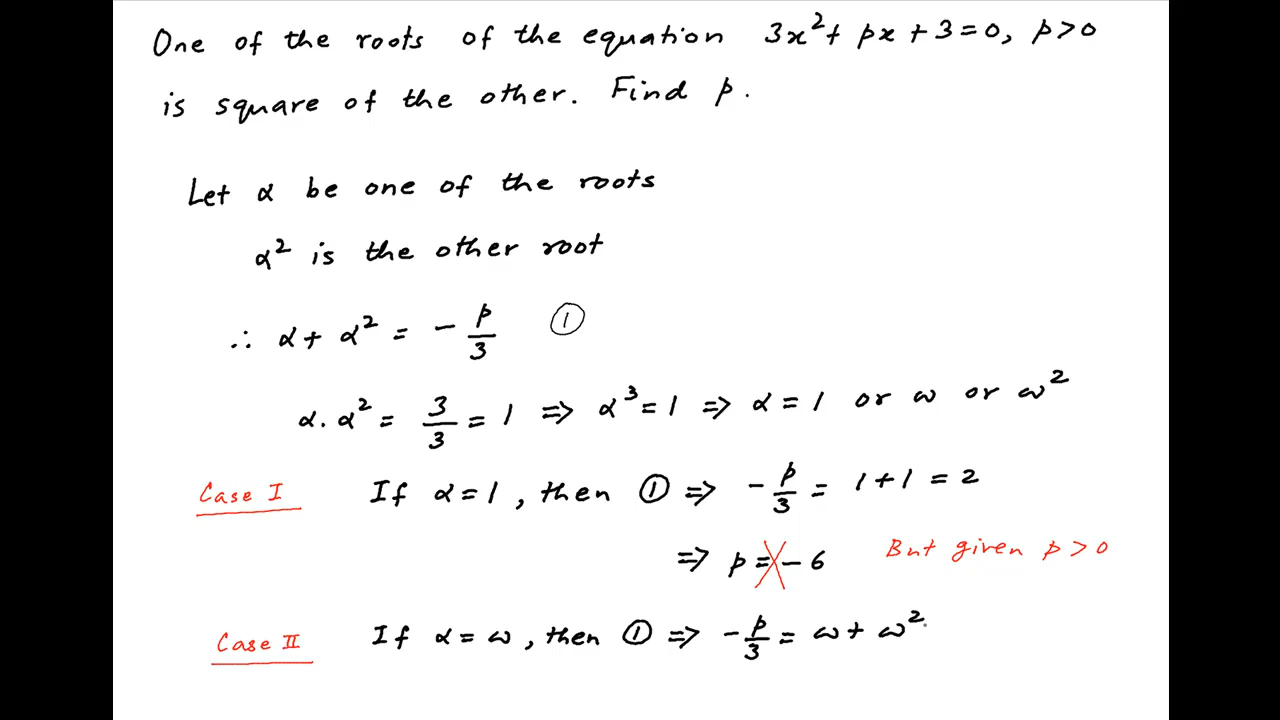 One of the roots of the equation 3x² + px + 3 = 0, p > 0
is square of the other. Find p.
Let α be one of the roots
α² is the other root
∴ α + α² = - p/3 ①
α. α² = 3/3 = 1 ⇒ α³ = 1 ⇒ α = 1 or ω or ω²
Case I If α = 1, then ① ⇒ - p/3 = 1 + 1 = 2
⇒ p = - 6 But given p > 0
Case II If α = ω, then ① ⇒ - p/3 = ω + ω²